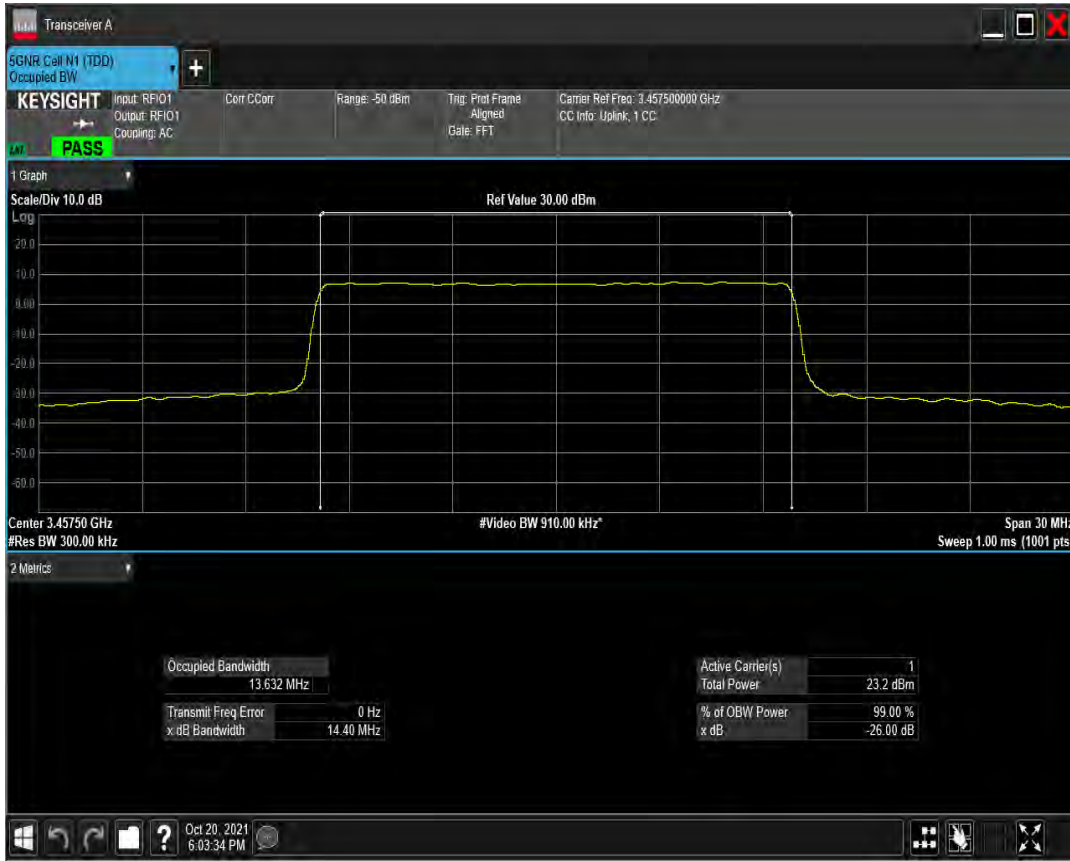 Transceiver A
5GNR Cell N1 (TDD)
Occupied BW
+
KEYSIGHT
PASS
Input: RFIO1
Output: RFIO1
Coupling: AC
Corr CCorr
Range: -50 dBm
Trig: Prot Frame
Aligned
Gate: FFT
Carrier Ref Freq: 3.457500000 GHz
CC Info: Uplink, 1 CC
1 Graph
Scale/Div 10.0 dB
Ref Value 30.00 dBm
Log
20.0
10.0
0.00
-10.0
-20.0
-30.0
-40.0
-50.0
-60.0
Center 3.45750 GHz
#Video BW 910.00 kHz*
Span 30 MHz
#Res BW 300.00 kHz
Sweep 1.00 ms (1001 pts
2 Metrics
Occupied Bandwidth
13.632 MHz
Transmit Freq Error 0 Hz
x dB Bandwidth 14.40 MHz
Active Carrier(s) 1
Total Power 23.2 dBm
% of OBW Power 99.00 %
x dB -26.00 dB
?
Oct 20, 2021
6:03:34 PM